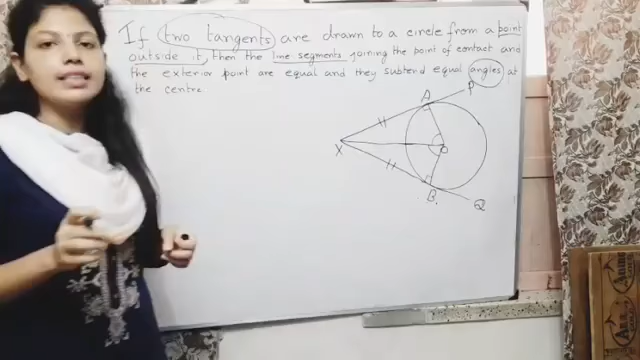 If two tangents are drawn to a circle from a point
outside it, then the line segments joining the point of contact and
the exterior point are equal and they subtend equal angles at
the centre
A
P
X
O
B.
Q